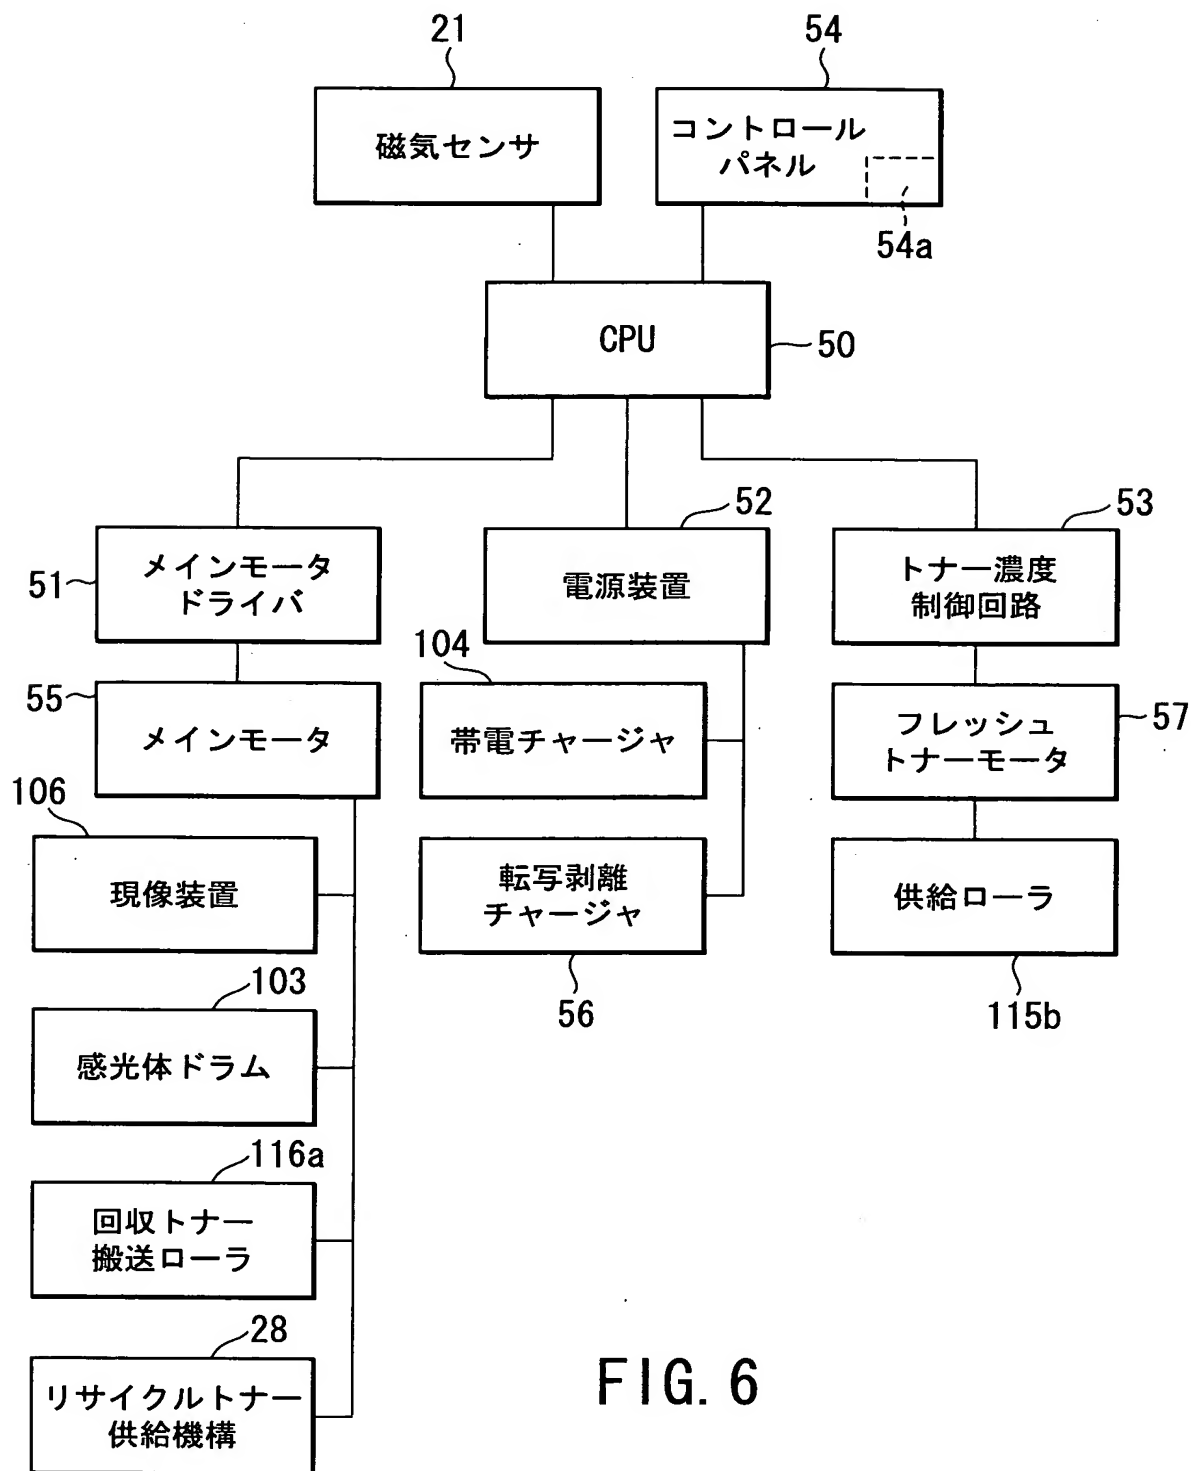 21
54
磁気センサ
コントロール
パネル
54a
CPU
50
52
53
51
メインモータ
ドライバ
電源装置
トナー濃度
制御回路
104
55
メインモータ
帯電チャージャ
フレッシュ
トナーモータ
57
106
現像装置
転写剥離
チャージャ
供給ローラ
103
56
115b
感光体ドラム
116a
回収トナー
搬送ローラ
28
リサイクルトナー
供給機構
FIG. 6